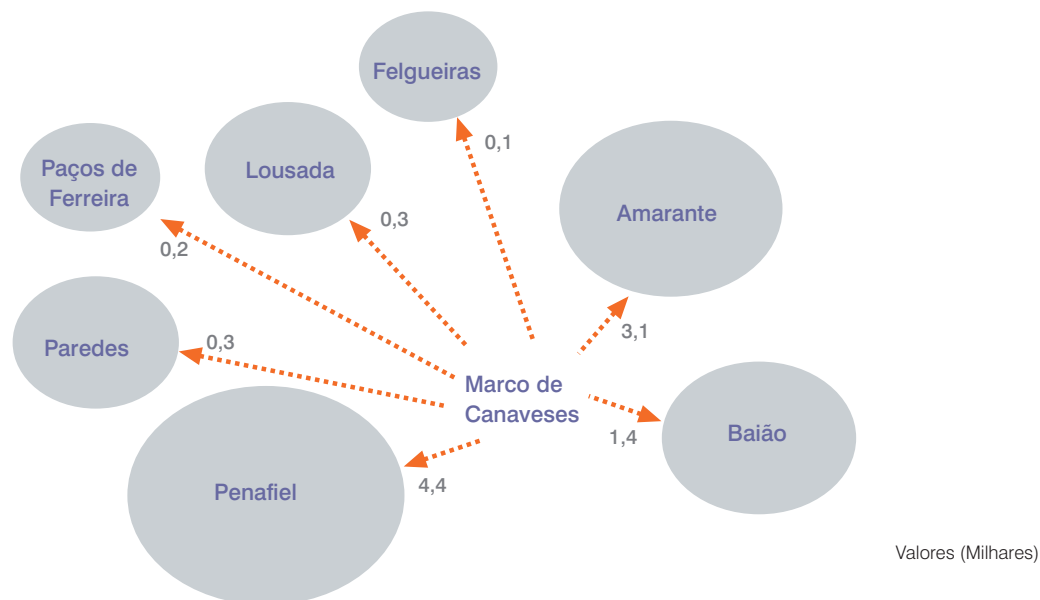 Felgueiras
0,1
Paços de
Ferreira
Lousada
Amarante
0,2
0,3
3,1
Paredes
0,3
Marco de
Canaveses
Baião
1,4
Penafiel
4,4
Valores (Milhares)